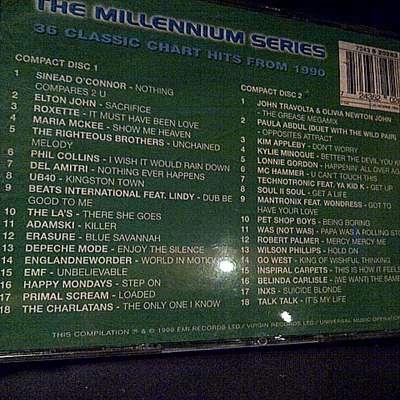 THE MILLENNIUM SERIES
36 CLASSIC CHART HITS FROM 1990
COMPACT DISC 1
1 SINEAD O'CONNOR - NOTHING
COMPARES 2 U
2 ELTON JOHN - SACRIFICE
3 ROXETTE - IT MUST HAVE BEEN LOVE
4 MARIA MCKEE - SHOW ME HEAVEN
5 THE RIGHTEOUS BROTHERS - UNCHAINED
MELODY
6 PHIL COLLINS - I WISH IT WOULD RAIN DOWN
7 DEL AMITRI - NOTHING EVER HAPPENS
8 UB40 - KINGSTON TOWN
9 BEATS INTERNATIONAL FEAT. LINDY - DUB BE
GOOD TO ME
10 THE LA'S - THERE SHE GOES
11 ADAMSKI - KILLER
12 ERASURE - BLUE SAVANNAH
13 DEPECHE MODE - ENJOY THE SILENCE
14 ENGLANDNEWORDER - WORLD IN MOTION
15 EMF - UNBELIEVABLE
16 HAPPY MONDAYS - STEP ON
17 PRIMAL SCREAM - LOADED
18 THE CHARLATANS - THE ONLY ONE I KNOW
COMPACT DISC 2
1 JOHN TRAVOLTA & OLIVIA NEWTON JOHN
- THE GREASE MEGAMIX
2 PAULA ABDUL (DUET WITH THE WILD PAIR)
- OPPOSITES ATTRACT
3 KIM APPLEBY - DON'T WORRY
4 KYLIE MINOGUE - BETTER THE DEVIL YOU
5 LONNIE GORDON - HAPPENIN' ALL OVER
6 MC HAMMER - U CAN'T TOUCH THIS
7 TECHNOTRONIC FEAT. YA KID K - GET UP
8 SOUL II SOUL - GET A LIFE
9 MANTRONIX FEAT. WONDRESS - GOT TO
HAVE YOUR LOVE
10 PET SHOP BOYS - BEING BORING
11 WAS (NOT WAS) - PAPA WAS A ROLLING
12 ROBERT PALMER - MERCY MERCY ME
13 WILSON PHILLIPS - HOLD ON
14 GO WEST - KING OF WISHFUL THINKING
15 INSPIRAL CARPETS - THIS IS HOW IT FEELS
16 BELINDA CARLISLE - (WE WANT) THE SAME
17 INXS - SUICIDE BLONDE
18 TALK TALK - IT'S MY LIFE
THIS COMPILATION ℗ & © 1999 EMI RECORDS LTD./ VIRGIN RECORDS LTD./ UNIVERSAL MUSIC